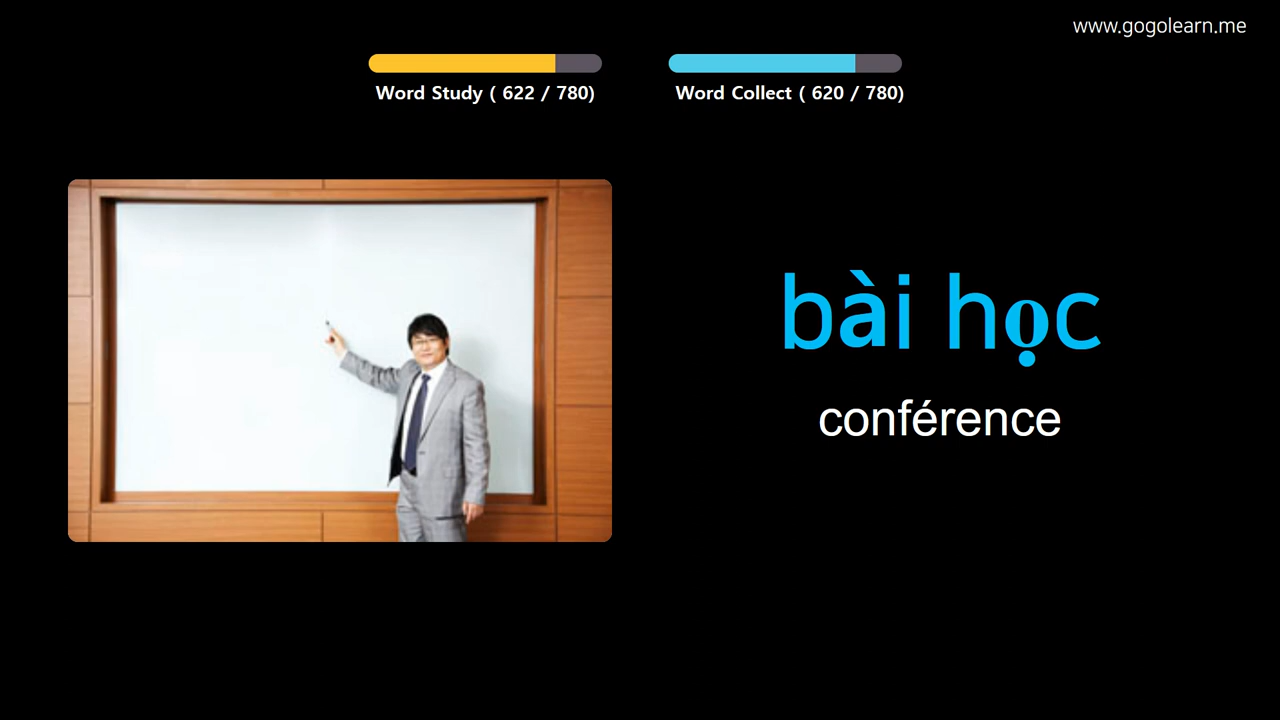 www.gogolearn.me
Word Study ( 622 / 780)
Word Collect ( 620 / 780)
bài học
conférence